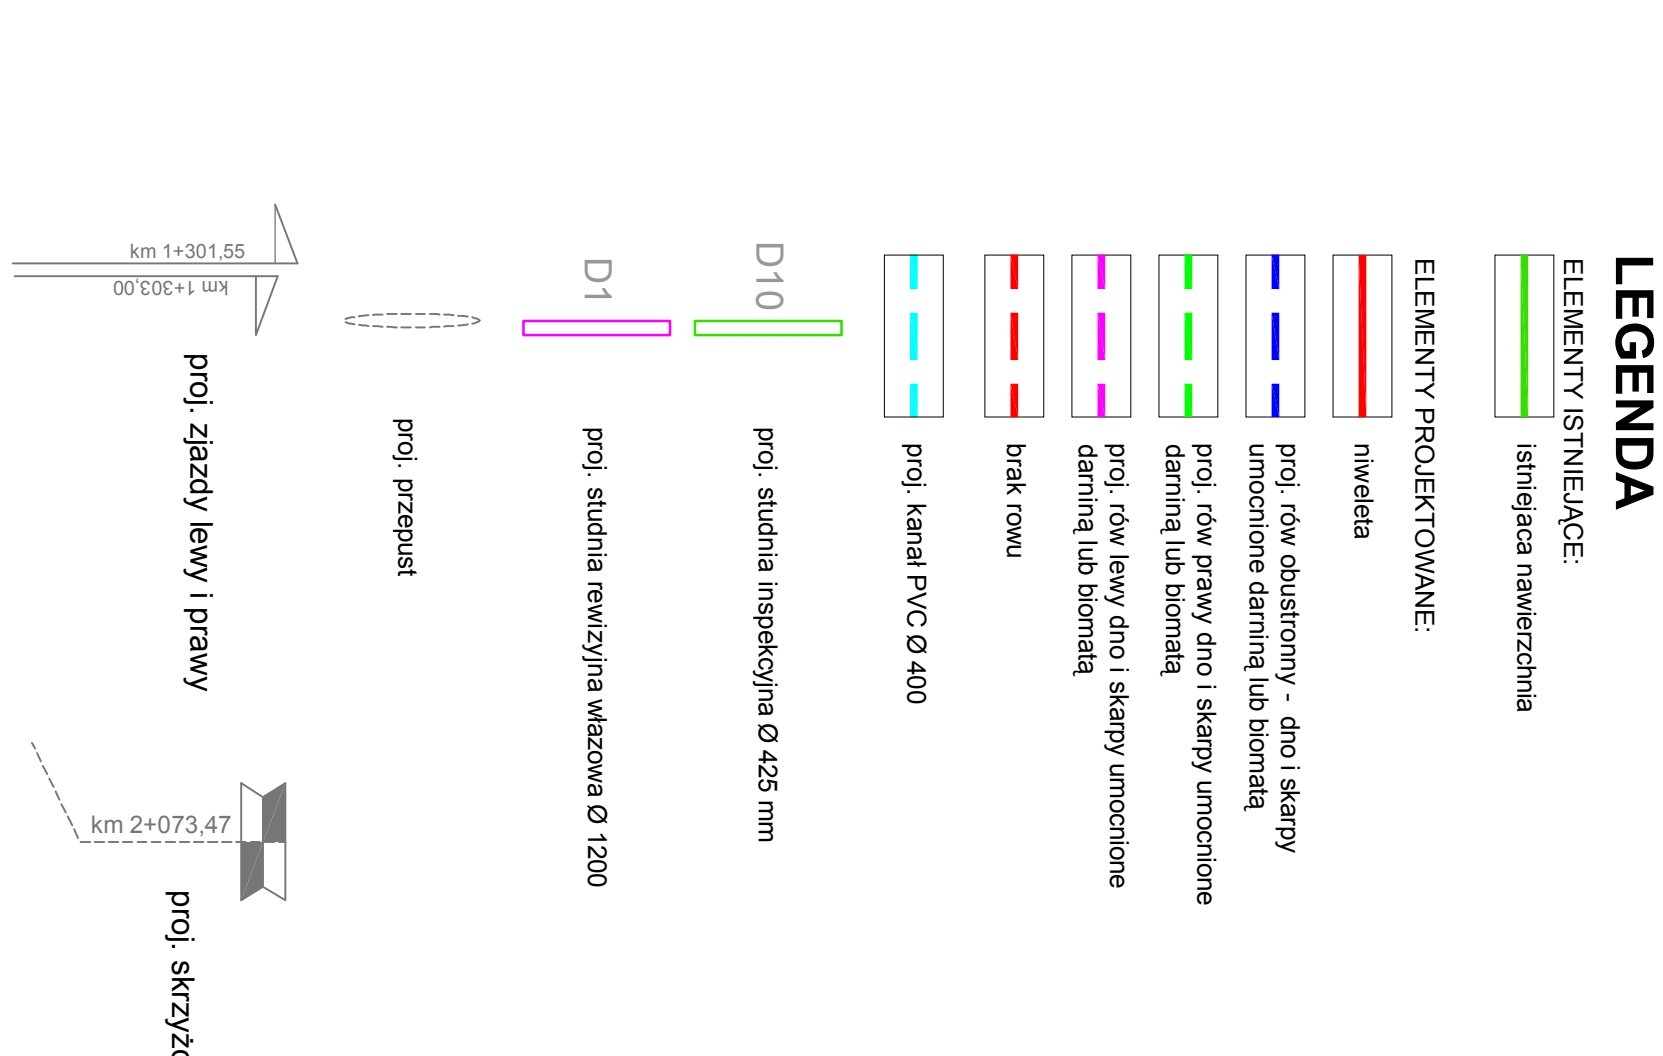 LEGENDA
ELEMENTY ISTNIEJĄCE:
istniejaca nawierzchnia
ELEMENTY PROJEKTOWANE:
niweleta
proj. rów obustronny - dno i skarpy
umocnione darniną lub biomatą
proj. rów prawy dno i skarpy umocnione
darniną lub biomatą
proj. rów lewy dno i skarpy umocnione
darniną lub biomatą
brak rowu
proj. kanał PVC Ø 400
D10
proj. studnia inspekcyjna Ø 425 mm
D1
proj. studnia rewizyjna włazowa Ø 1200
proj. przepust
km 1+301,55
km 1+303,00
proj. zjazdy lewy i prawy
km 2+073,47
proj.